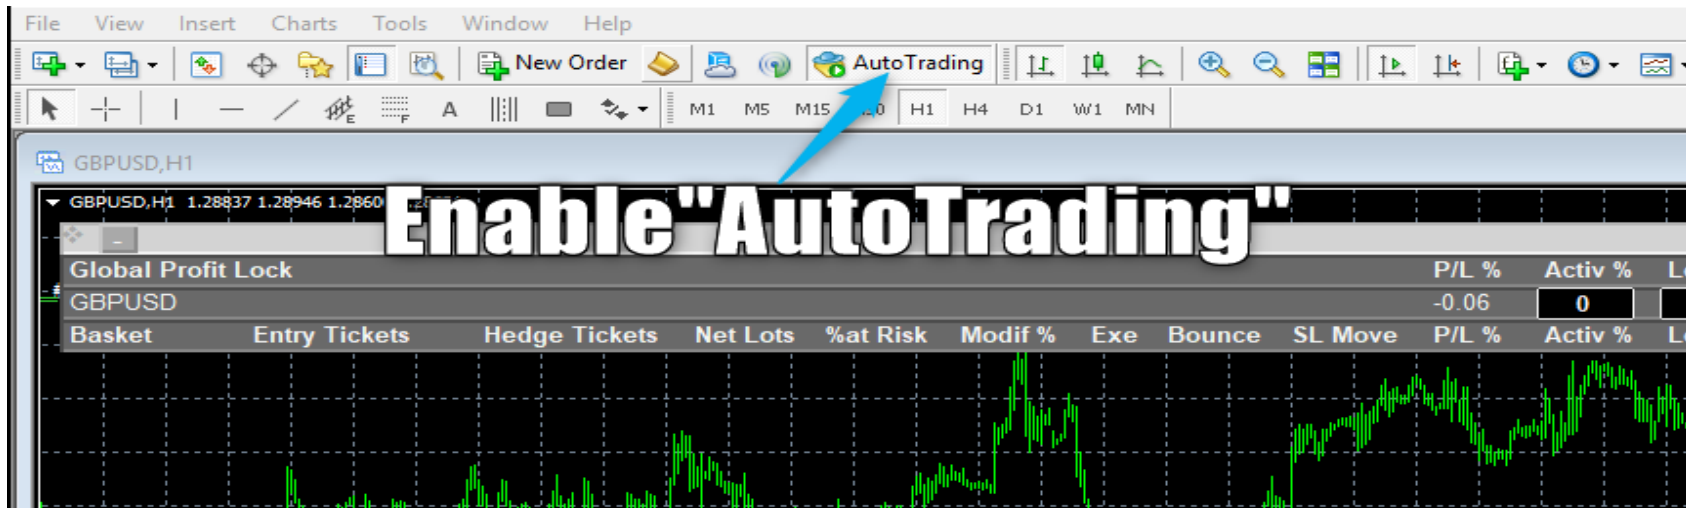 File View Insert Charts Tools Window Help
New Order AutoTrading
A E F M1 M5 M15 H1 H4 D1 W1 MN
GBPUSD,H1
GBPUSD,H1 1.28837 1.28946 1.2860
Enable"AutoTrading"
-
Global Profit Lock P/L % Activ %
GBPUSD -0.06 0
Basket Entry Tickets Hedge Tickets Net Lots %at Risk Modif % Exe Bounce SL Move P/L % Activ %